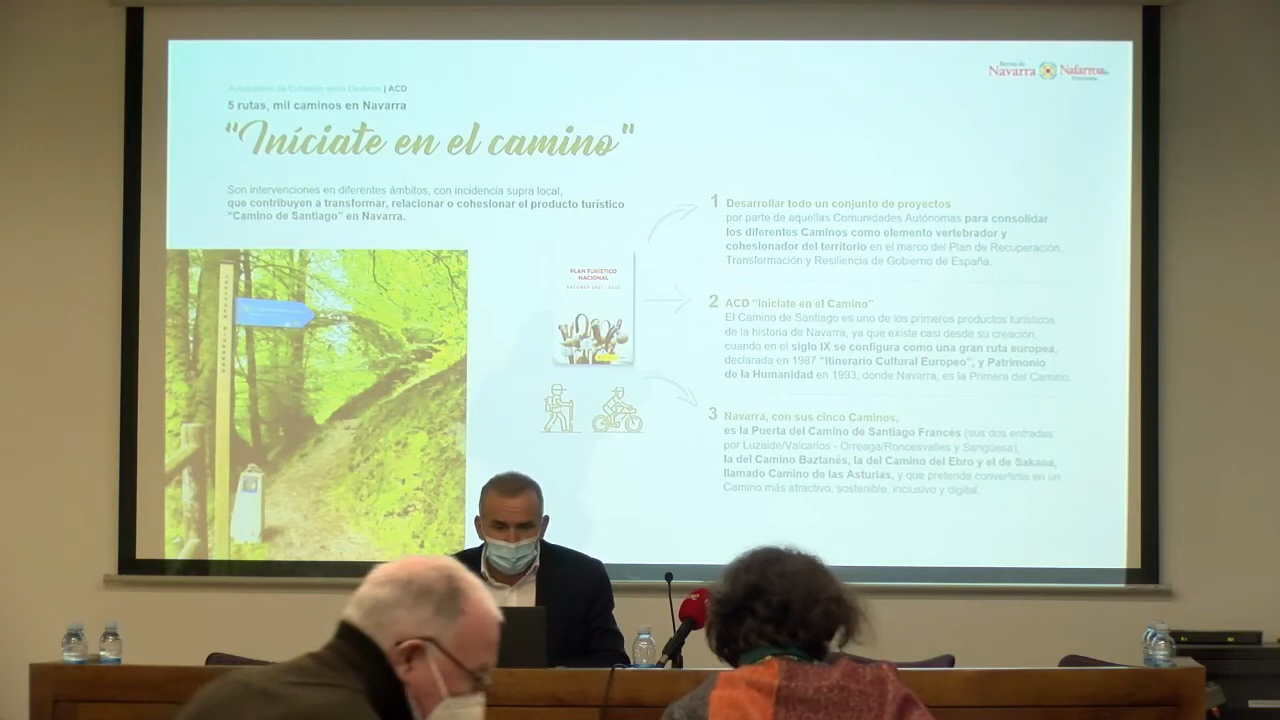 Reyno de
Navarra Nafarroa
| ACD
5 rutas, mil caminos en Navarra
"Iníciate en el camino"
Son intervenciones en diferentes ámbitos, con incidencia supra local,
que contribuyen a transformar, relacionar o cohesionar el producto turístico
"Camino de Santiago" en Navarra.
PLAN TURÍSTICO
NACIONAL
XACOBEO 2021 - 2022
1 Desarrollar todo un conjunto de proyectos
por parte de aquellas Comunidades Autónomas para consolidar
los diferentes Caminos como elemento vertebrador y
cohesionador del territorio en el marco del Plan de Recuperación,
Transformación y Resiliencia de Gobierno de España.
2 ACD "Iníciate en el Camino"
El Camino de Santiago es uno de los primeros productos turísticos
de la historia de Navarra, ya que existe casi desde su creación,
cuando en el siglo IX se configura como una gran ruta europea,
declarada en 1987 "Itinerario Cultural Europeo", y Patrimonio
de la Humanidad en 1993, donde Navarra, es la Primera del Camino.
3 Navarra, con sus cinco Caminos,
es la Puerta del Camino de Santiago Francés (sus dos entradas
por Luzaide/Valcarlos - Orreaga/Roncesvalles y Sangüesa),
la del Camino Baztanés, la del Camino del Ebro y el de Sakana,
llamado Camino de las Asturias, y que pretende convertirse en un
Camino más atractivo, sostenible, inclusivo y digital.